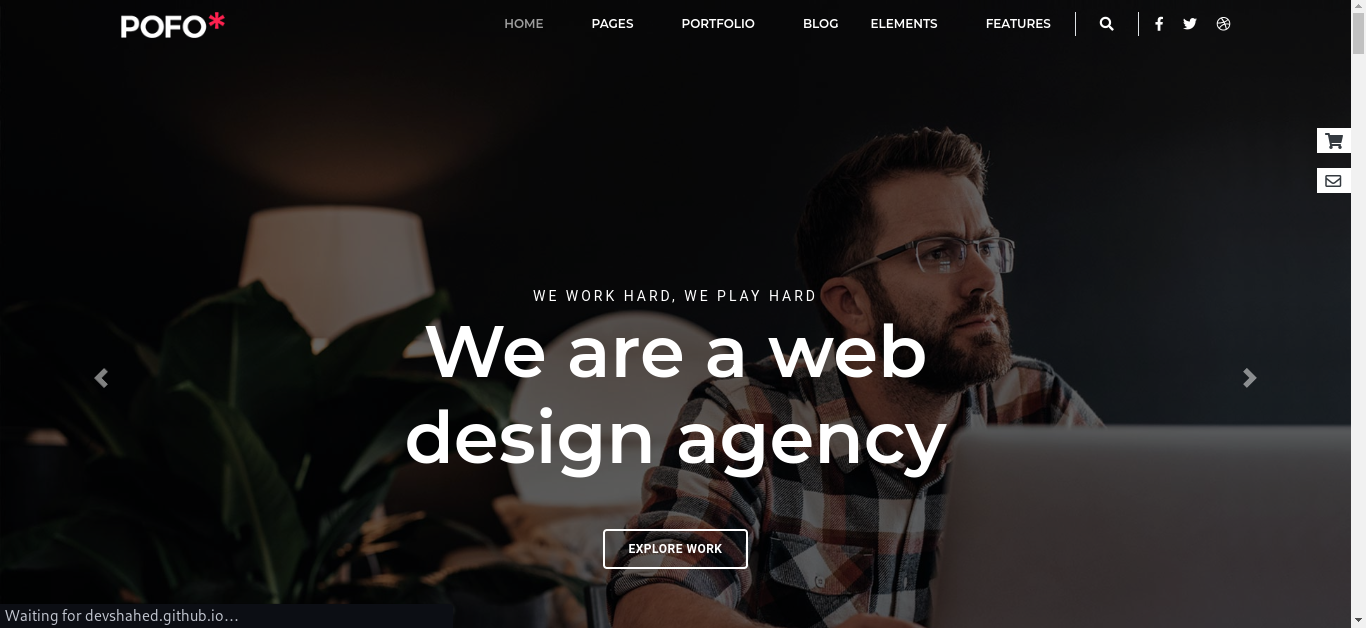 POFO*
HOME PAGES PORTFOLIO BLOG ELEMENTS FEATURES
WE WORK HARD, WE PLAY HARD
We are a web
design agency
EXPLORE WORK
Waiting for devshahed.github.io...